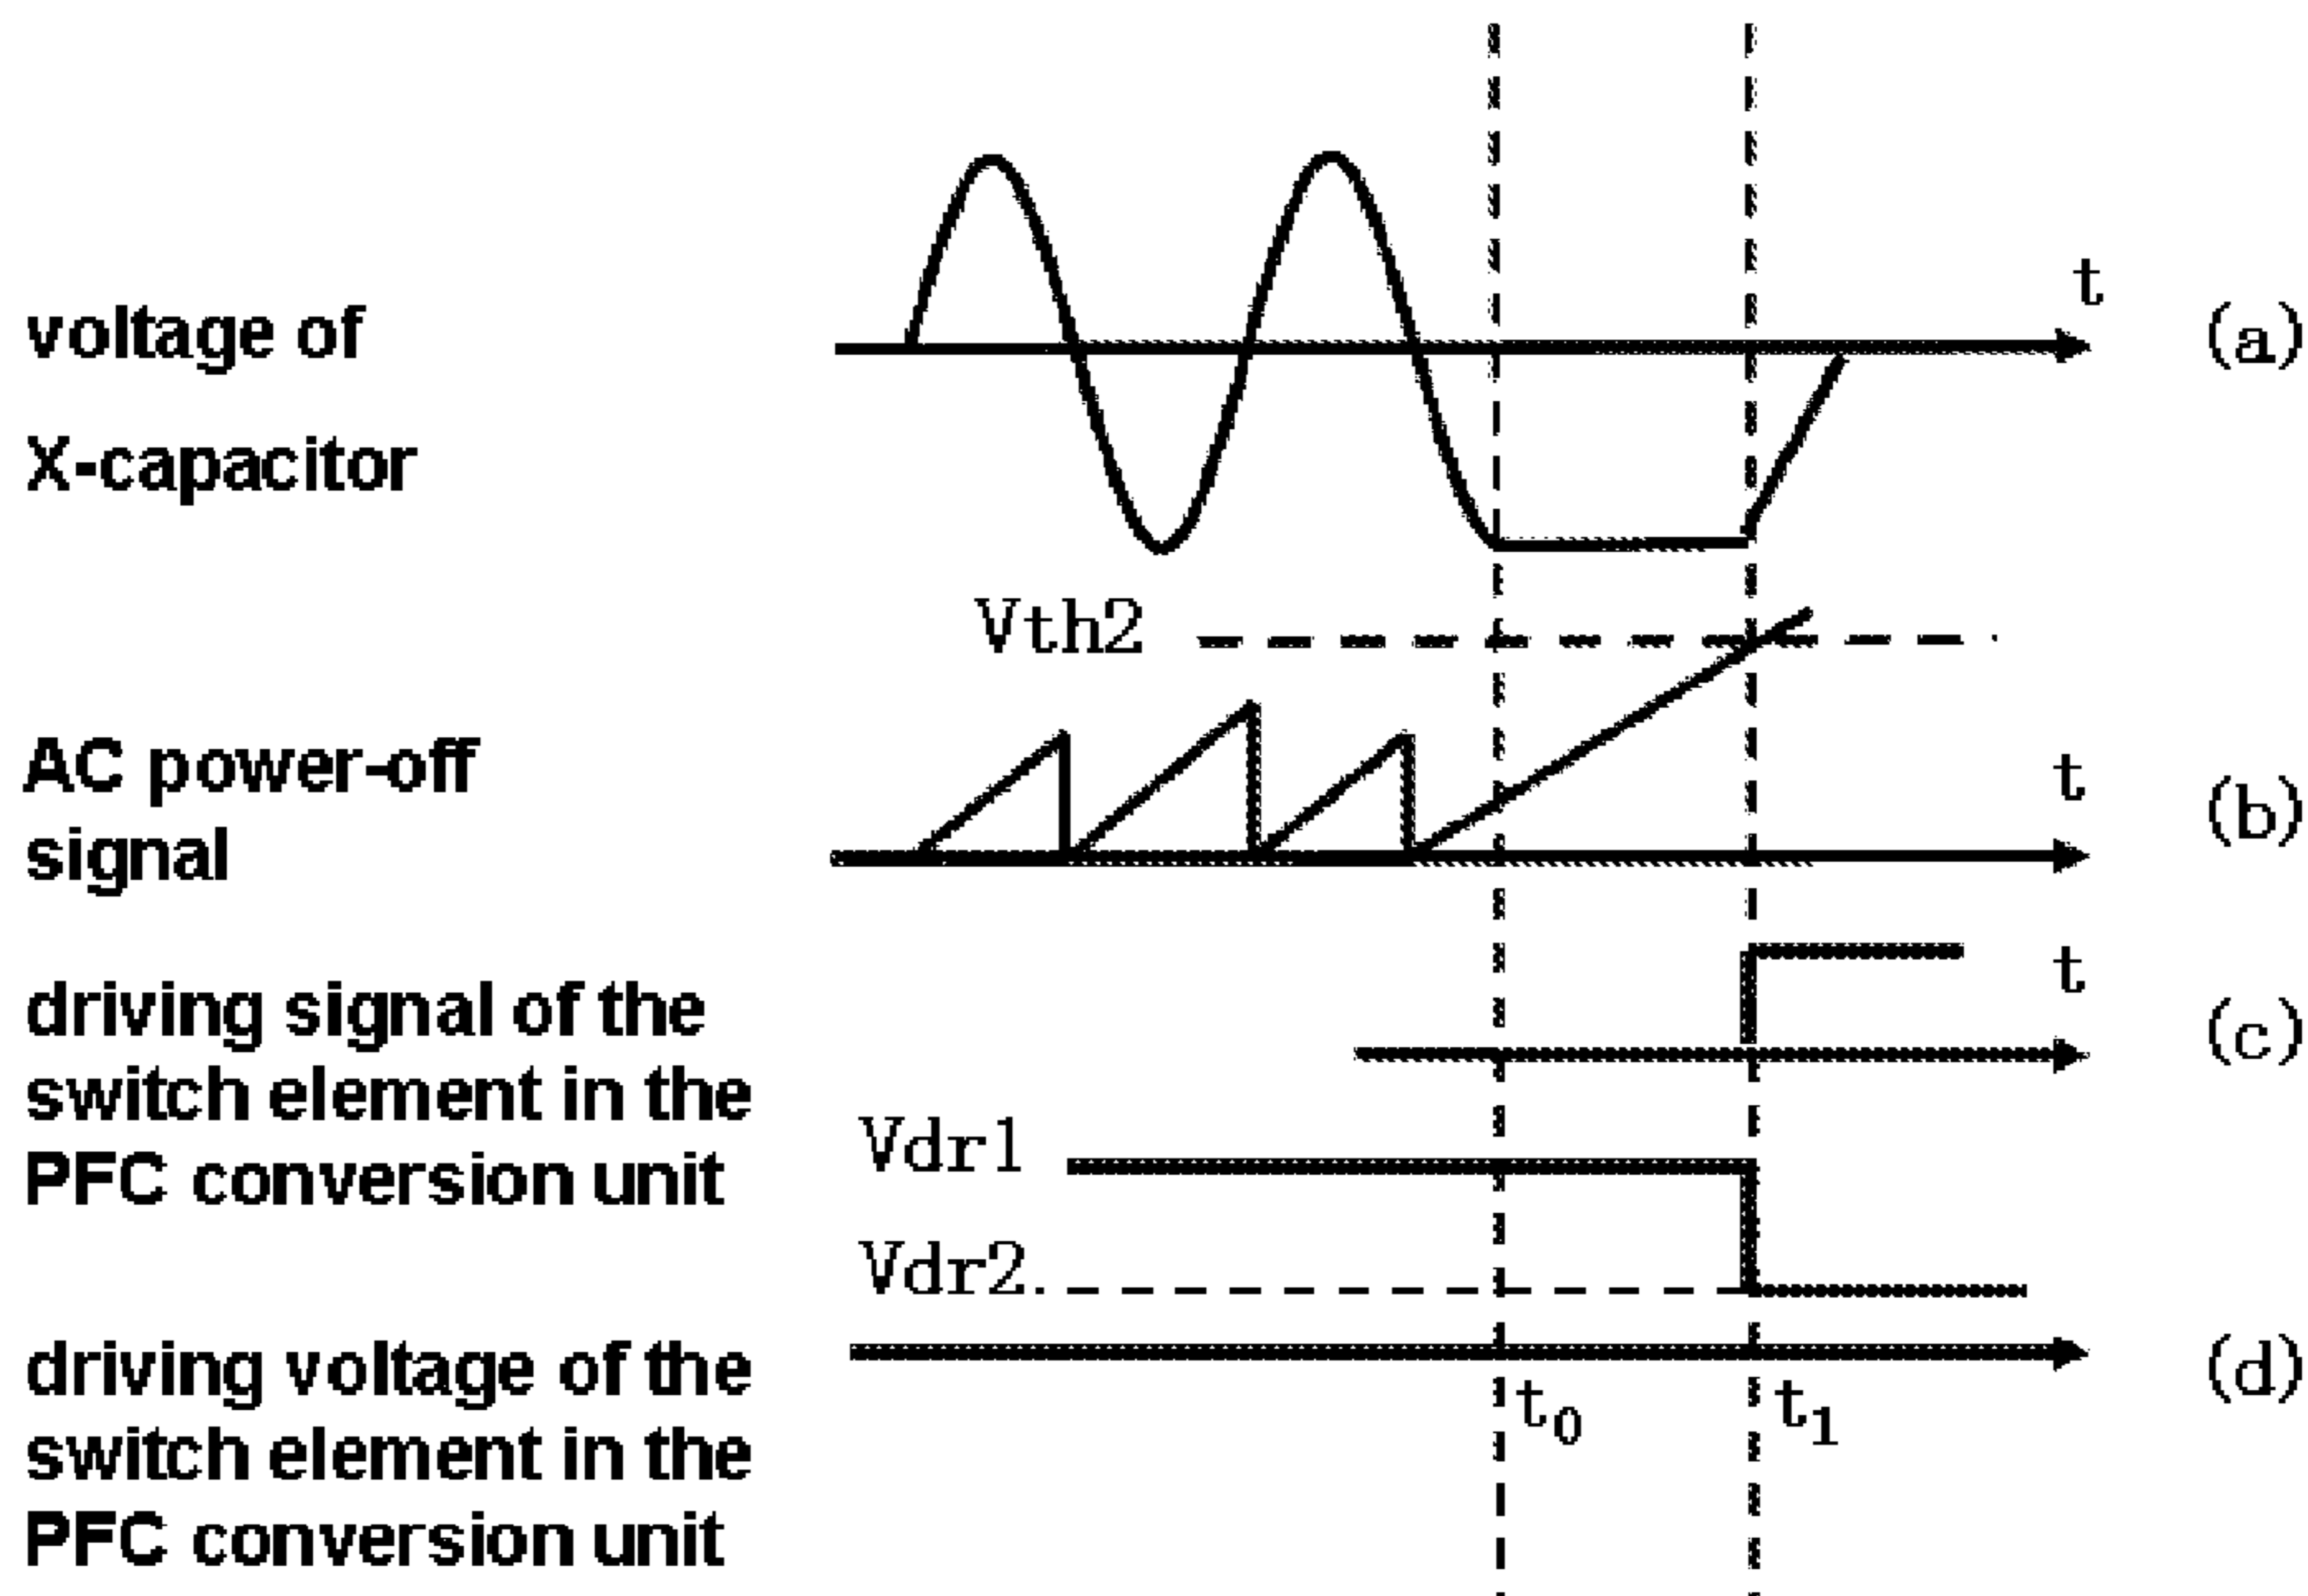 t
voltage of
(a)
X-capacitor
Vth2
AC power-off
t
(b)
signal
t
driving signal of the
(c)
switch element in the
Vdr1
PFC conversion unit
Vdr2
driving voltage of the
(d)
t0 t1
switch element in the
PFC conversion unit